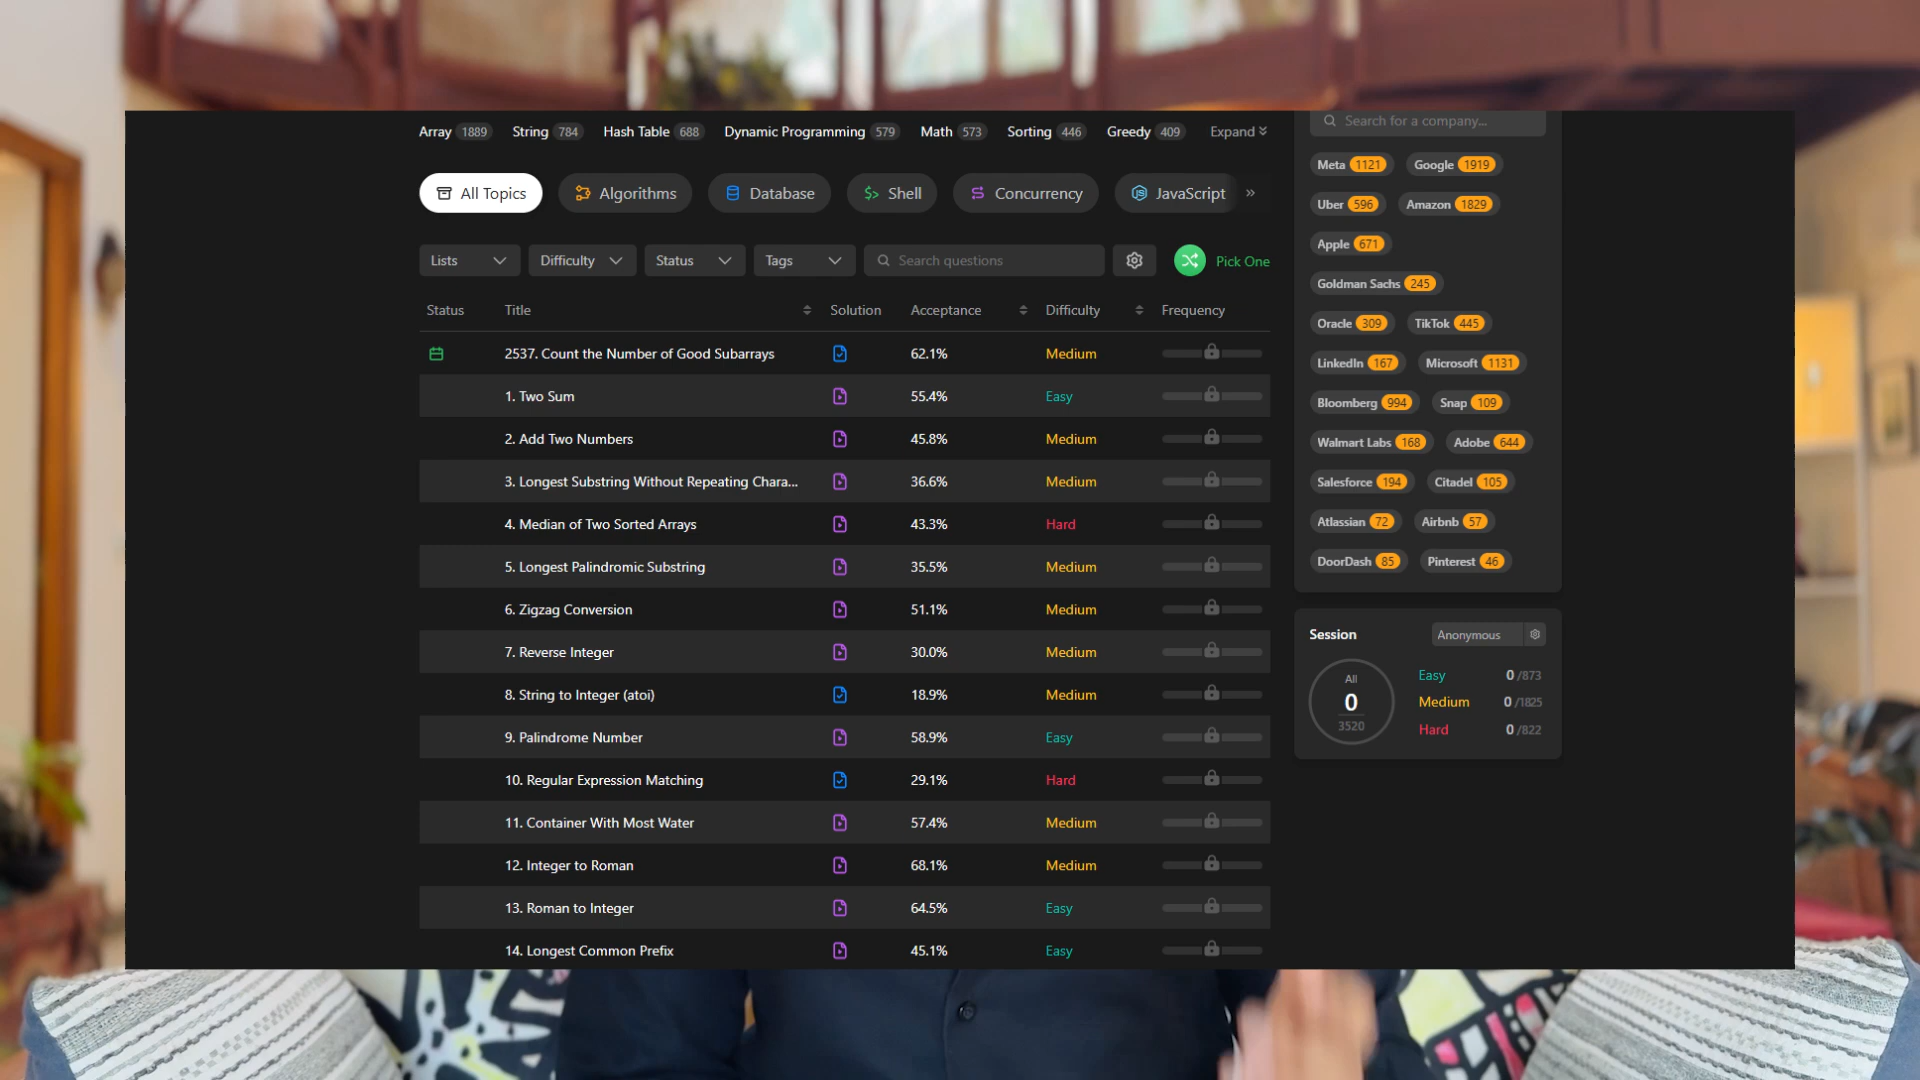 Array 1889 String 784 Hash Table 688 Dynamic Programming 579 Math 573 Sorting 446 Greedy 409 Expand
All Topics Algorithms Database Shell Concurrency JavaScript
Lists Difficulty Status Tags Search questions Pick One
Status Title Solution Acceptance Difficulty Frequency
2537. Count the Number of Good Subarrays 62.1% Medium
1. Two Sum 55.4% Easy
2. Add Two Numbers 45.8% Medium
3. Longest Substring Without Repeating Chara... 36.6% Medium
4. Median of Two Sorted Arrays 43.3% Hard
5. Longest Palindromic Substring 35.5% Medium
6. Zigzag Conversion 51.1% Medium
7. Reverse Integer 30.0% Medium
8. String to Integer (atoi) 18.9% Medium
9. Palindrome Number 58.9% Easy
10. Regular Expression Matching 29.1% Hard
11. Container With Most Water 57.4% Medium
12. Integer to Roman 68.1% Medium
13. Roman to Integer 64.5% Easy
14. Longest Common Prefix 45.1% Easy
Search for a company...
Meta 1121 Google 1919
Uber 596 Amazon 1829
Apple 671
Goldman Sachs 245
Oracle 309 TikTok 445
LinkedIn 167 Microsoft 1131
Bloomberg 994 Snap 109
Walmart Labs 168 Adobe 644
Salesforce 194 Citadel 105
Atlassian 72 Airbnb 57
DoorDash 85 Pinterest 46
Session Anonymous
All
0
3520
Easy 0 /873
Medium 0 /1825
Hard 0 /822